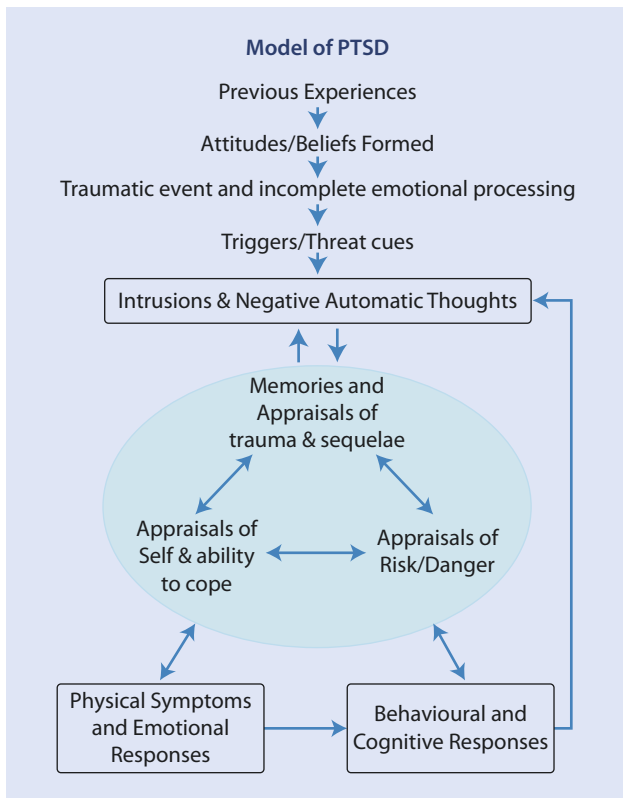 Model of PTSD
Previous Experiences
Attitudes/Beliefs Formed
Traumatic event and incomplete emotional processing
Triggers/Threat cues
Intrusions & Negative Automatic Thoughts
Memories and
Appraisals of
trauma & sequelae
Appraisals of
Self & ability
to cope
Appraisals of
Risk/Danger
Physical Symptoms
and Emotional
Responses
Behavioural and
Cognitive Responses